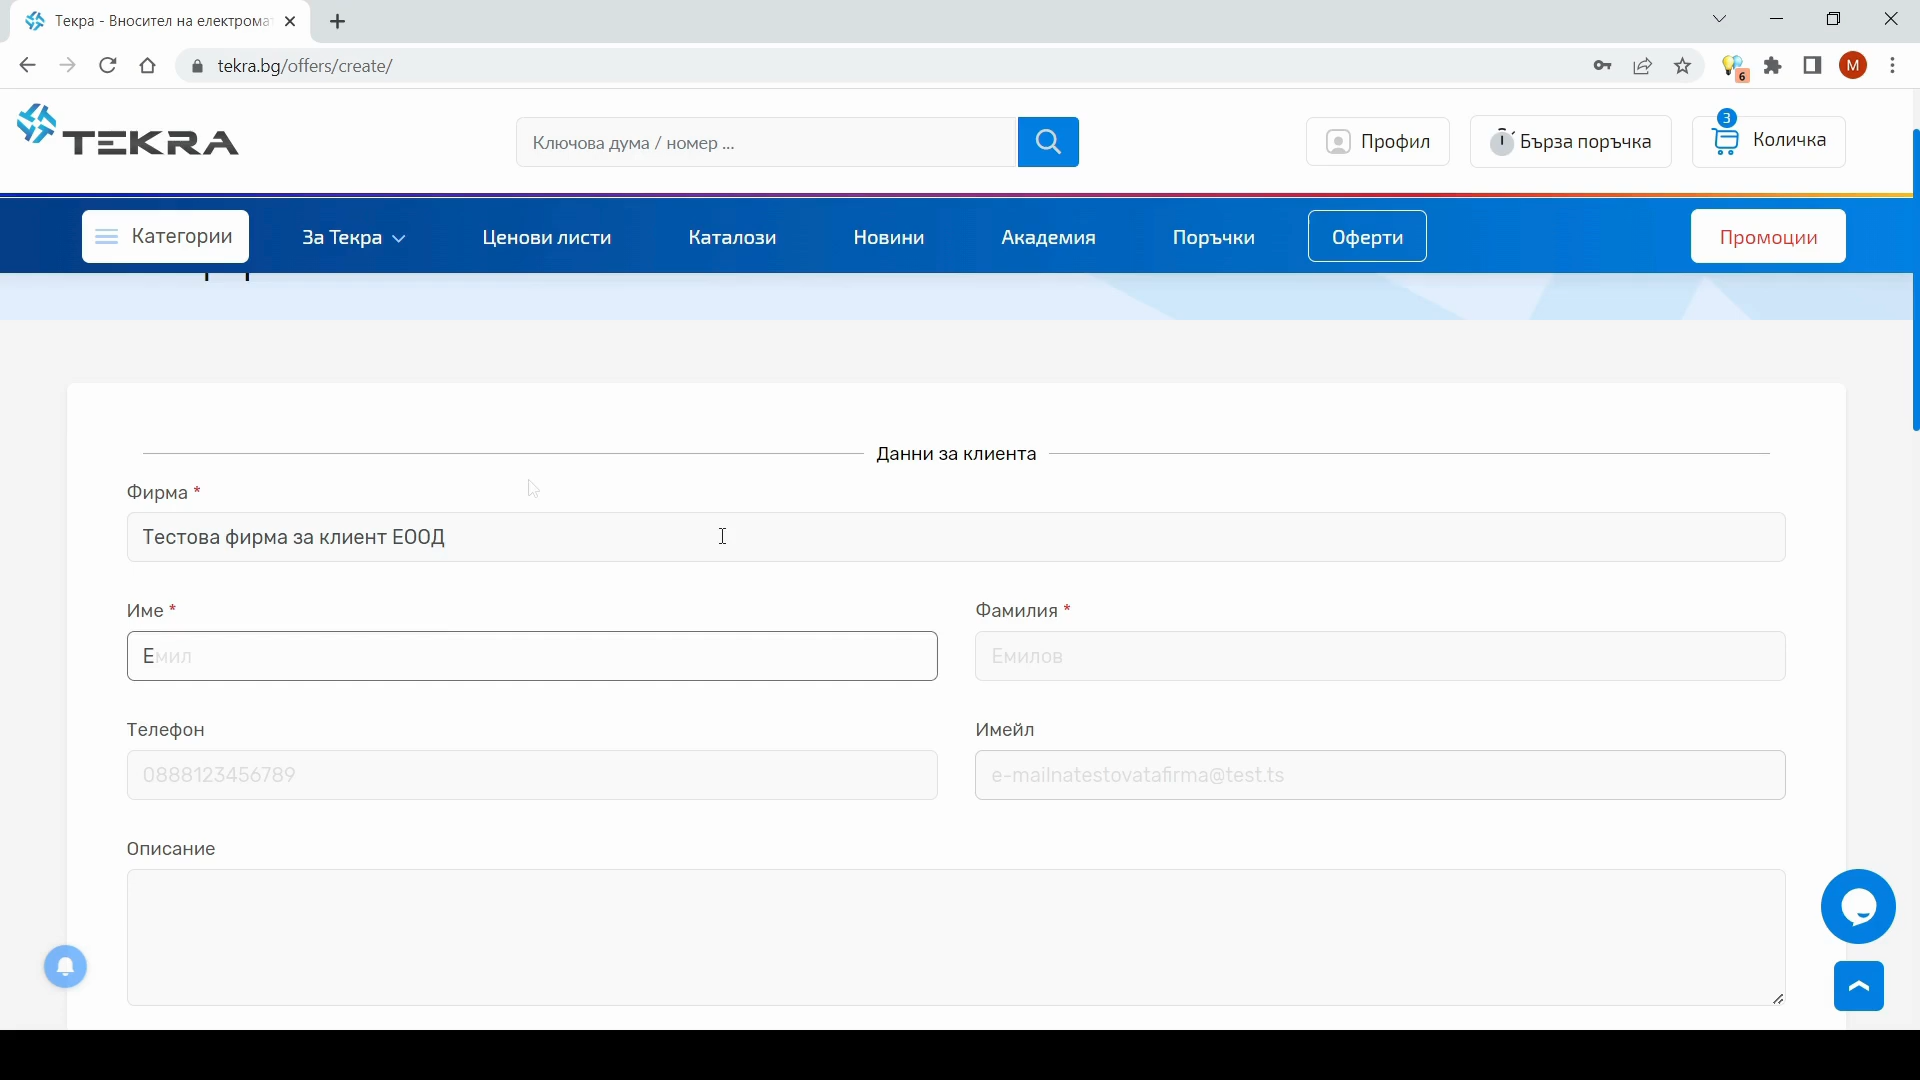 Текра - Вносител на електромат
tekra.bg/offers/create/
6
M
TEKRA
Ключова дума / номер ...
Профил
Бърза поръчка
3
Количка
Категории
За Текра
Ценови листи
Каталози
Новини
Академия
Поръчки
Оферти
Промоции
Данни за клиента
Фирма *
Тестова фирма за клиент ЕООД
Име *
Фамилия *
Емил
Емилов
Телефон
Имейл
0888123456789
e-mailnatestovatafirma@test.ts
Описание